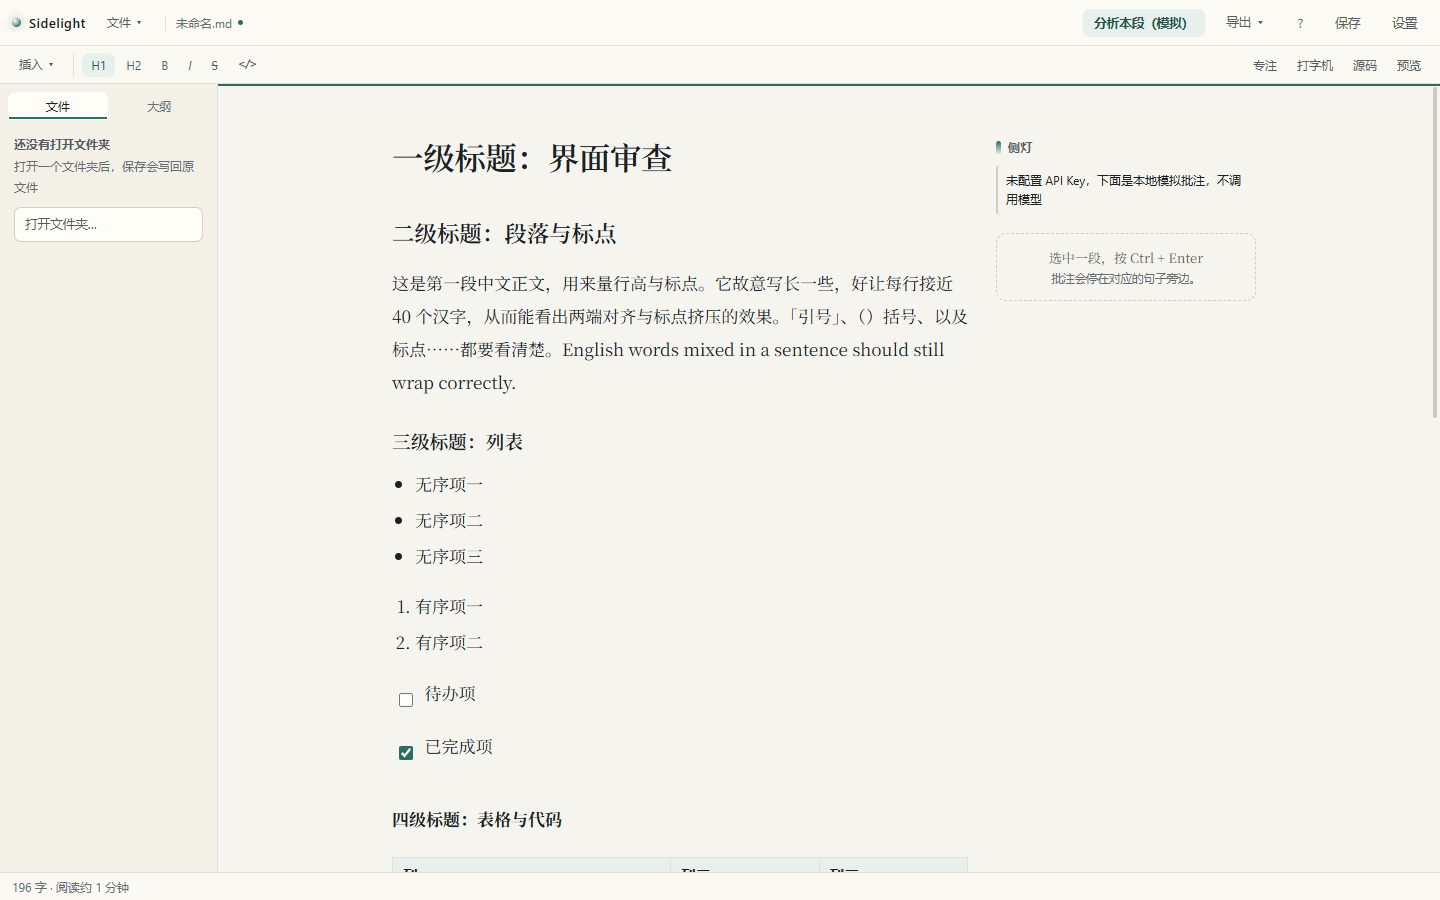 Sidelight 文件 未命名.md 分析本段（模拟） 导出 ? 保存 设置
插入 H1 H2 B I S </> 专注 打字机 源码 预览
文件 大纲
还没有打开文件夹
打开一个文件夹后，保存会写回原
文件
打开文件夹...
一级标题：界面审查
二级标题：段落与标点
这是第一段中文正文，用来量行高与标点。它故意写长一些，好让每行接近
40 个汉字，从而能看出两端对齐与标点挤压的效果。「引号」、（）括号、以及
标点……都要看清楚。English words mixed in a sentence should still
wrap correctly.
三级标题：列表
• 无序项一
• 无序项二
• 无序项三
1. 有序项一
2. 有序项二
待办项
已完成项
四级标题：表格与代码
侧灯
未配置 API Key，下面是本地模拟批注，不调
用模型
选中一段，按 Ctrl + Enter
批注会停在对应的句子旁边。
196 字 · 阅读约 1 分钟